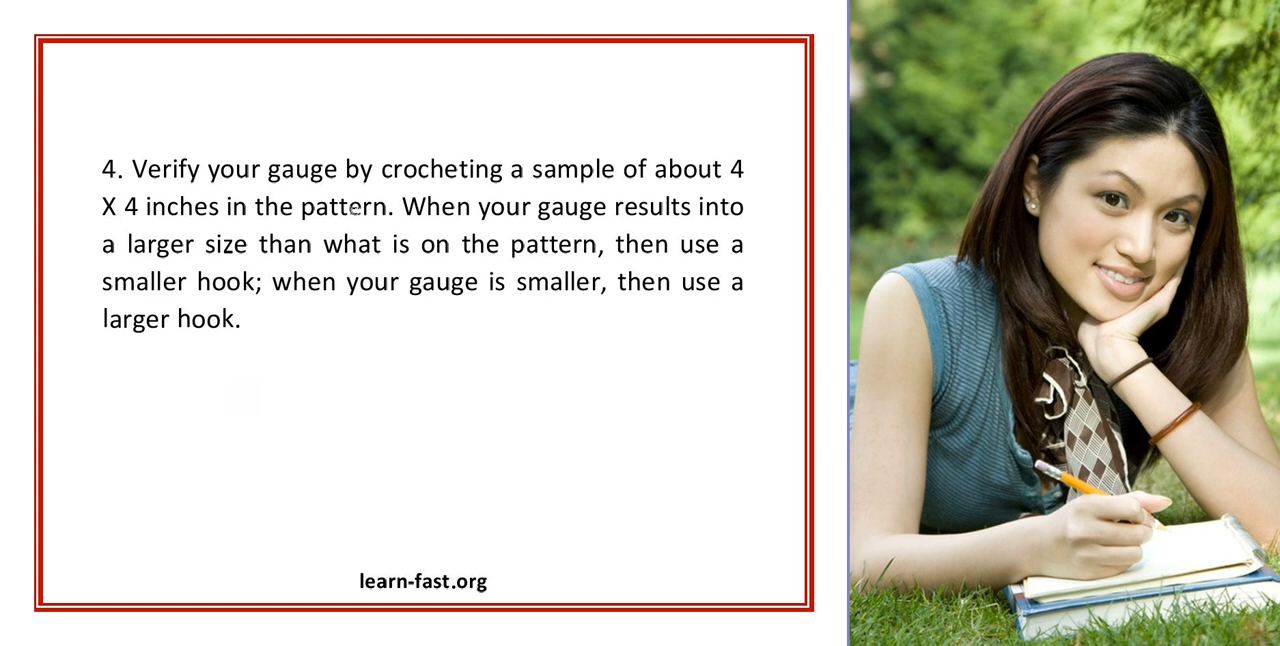 4. Verify your gauge by crocheting a sample of about 4
X 4 inches in the pattern. When your gauge results into
a larger size than what is on the pattern, then use a
smaller hook; when your gauge is smaller, then use a
larger hook.
learn-fast.org